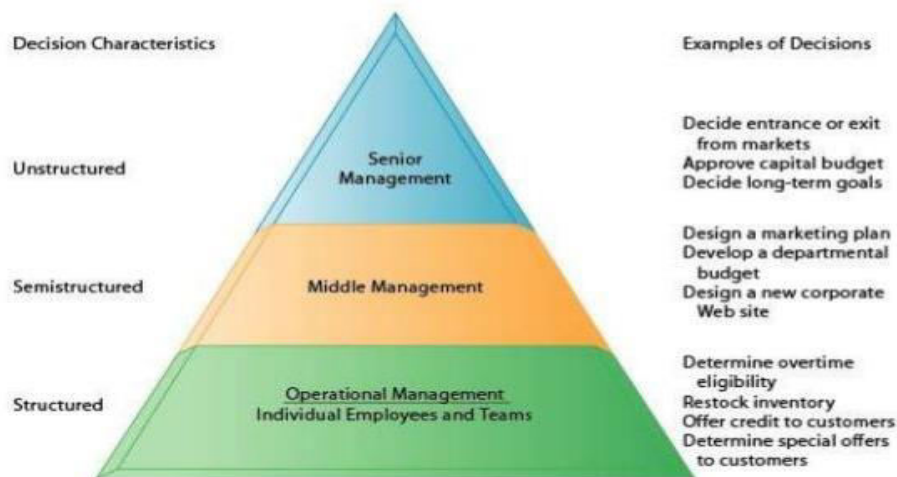 Decision Characteristics
Examples of Decisions
Unstructured
Senior
Management
Decide entrance or exit
from markets
Approve capital budget
Decide long-term goals
Semistructured
Middle Management
Design a marketing plan
Develop a departmental
budget
Design a new corporate
Web site
Structured
Operational Management
Individual Employees and Teams
Determine overtime
eligibility
Restock inventory
Offer credit to customers
Determine special offers
to customers